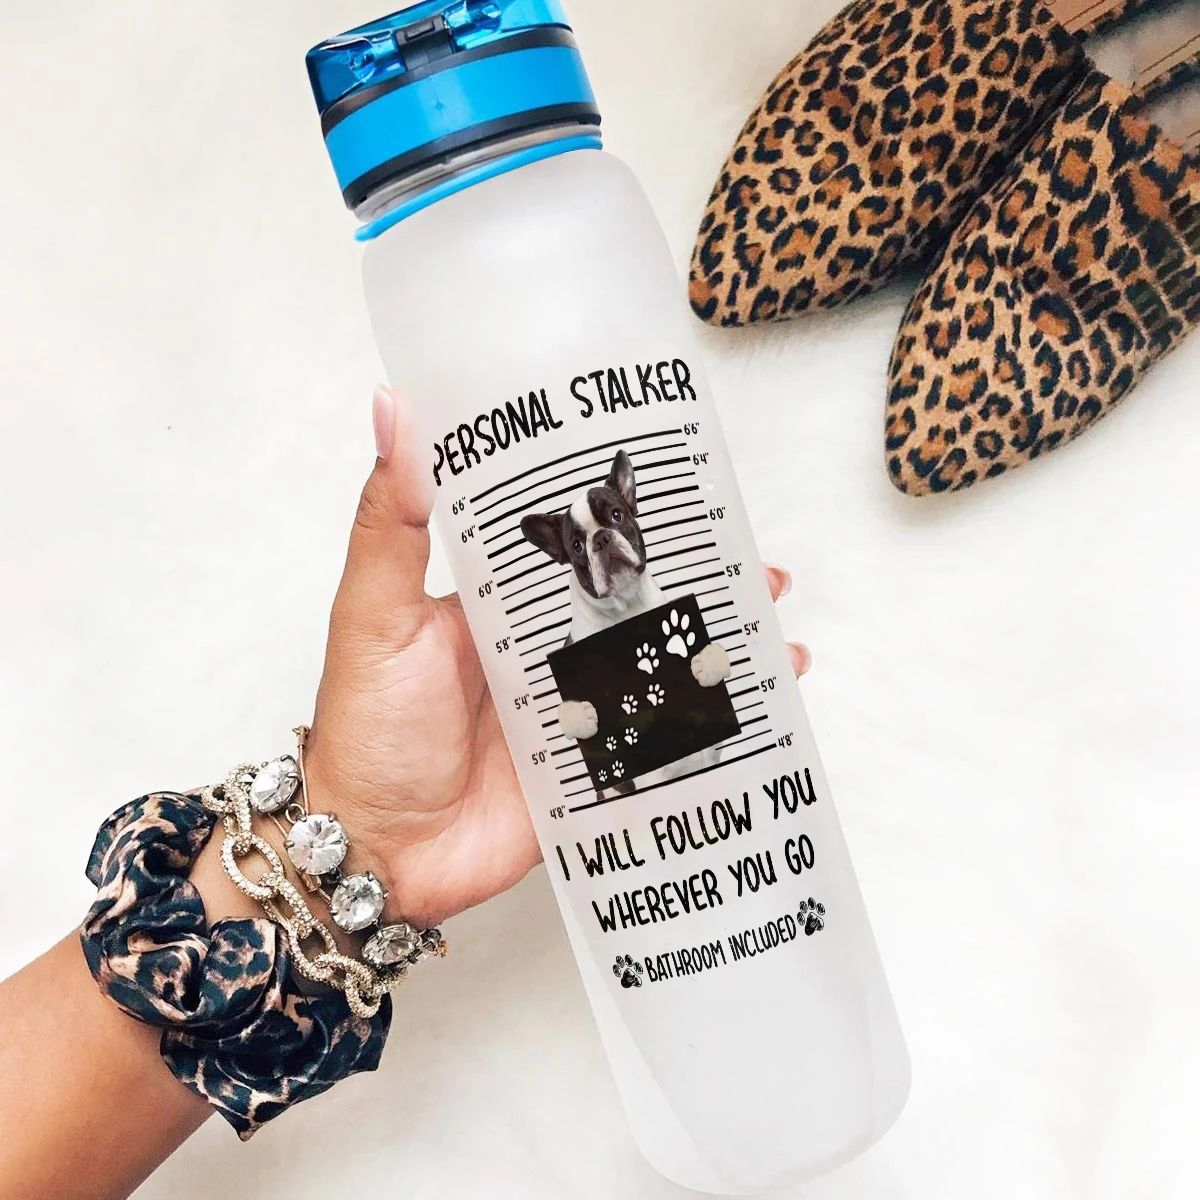 PERSONAL STALKER
6'6" 6'6"
6'4" 6'4"
6'0" 6'0"
5'8" 5'8"
5'4" 5'4"
5'0" 5'0"
4'8" 4'8"
I WILL FOLLOW YOU
WHEREVER YOU GO
BATHROOM INCLUDED